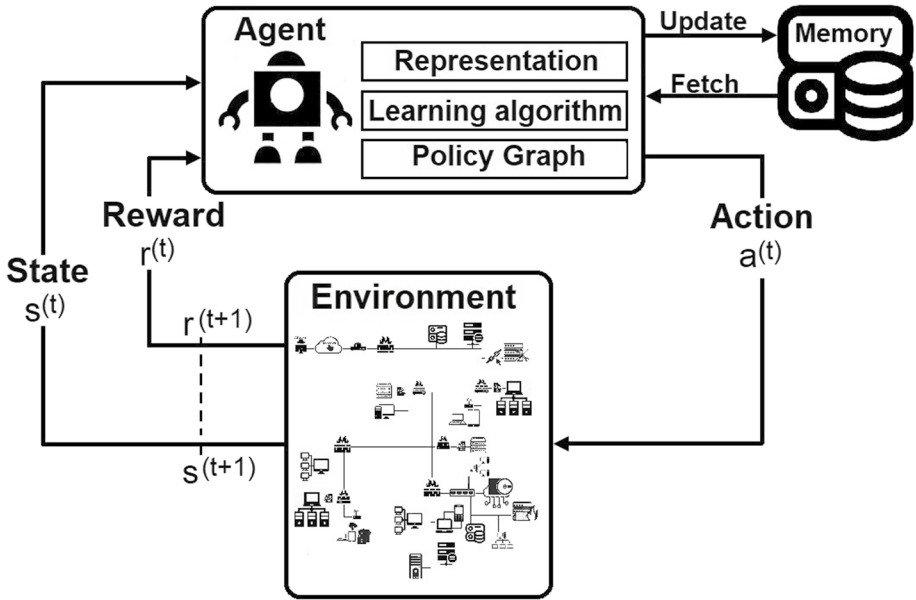 Agent
Representation
Learning algorithm
Policy Graph
Update
Fetch
Memory
Reward
r(t)
State
s(t)
Action
a(t)
Environment
r(t+1)
s(t+1)